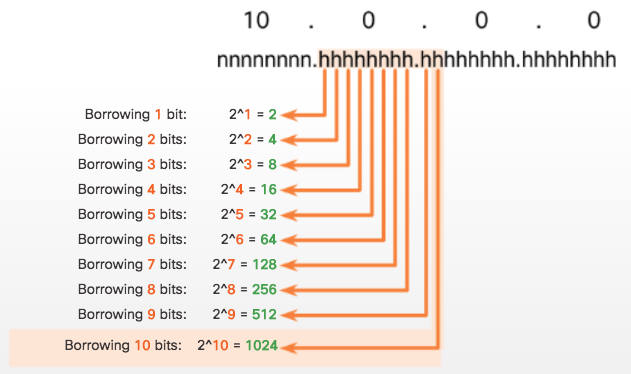 10 . 0 . 0 . 0
nnnnnnnn.hhhhhhhh.hhhhhhhh.hhhhhhhh
Borrowing 1 bit: 2^1 = 2
Borrowing 2 bits: 2^2 = 4
Borrowing 3 bits: 2^3 = 8
Borrowing 4 bits: 2^4 = 16
Borrowing 5 bits: 2^5 = 32
Borrowing 6 bits: 2^6 = 64
Borrowing 7 bits: 2^7 = 128
Borrowing 8 bits: 2^8 = 256
Borrowing 9 bits: 2^9 = 512
Borrowing 10 bits: 2^10 = 1024